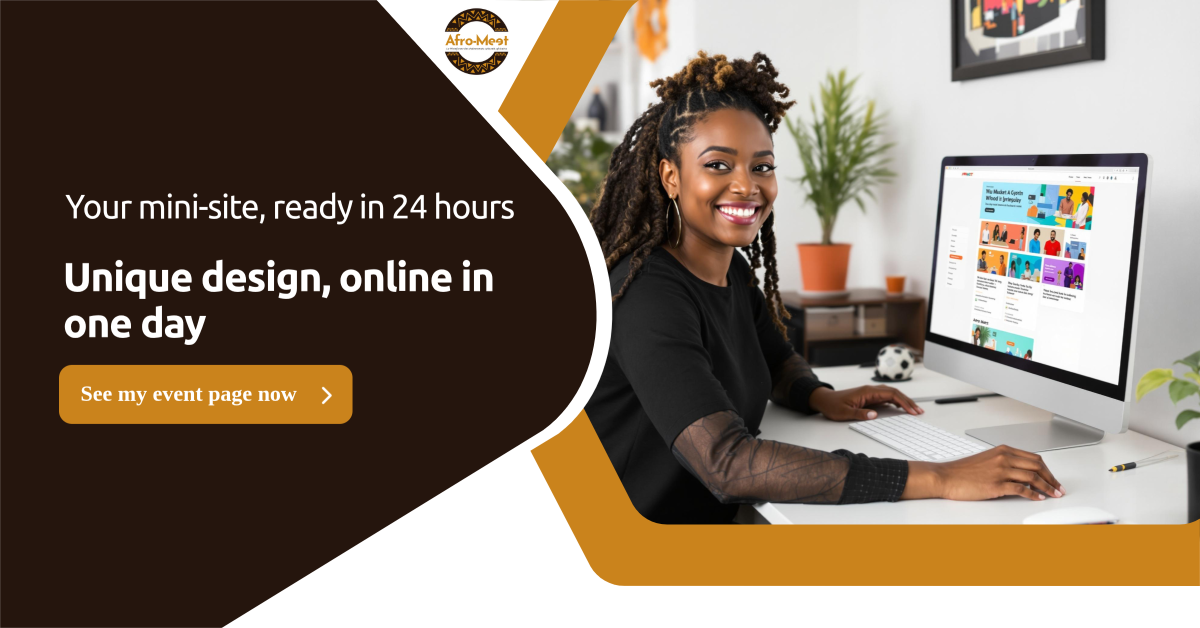 Afro-Meet
Your mini-site, ready in 24 hours
Unique design, online in
one day
See my event page now